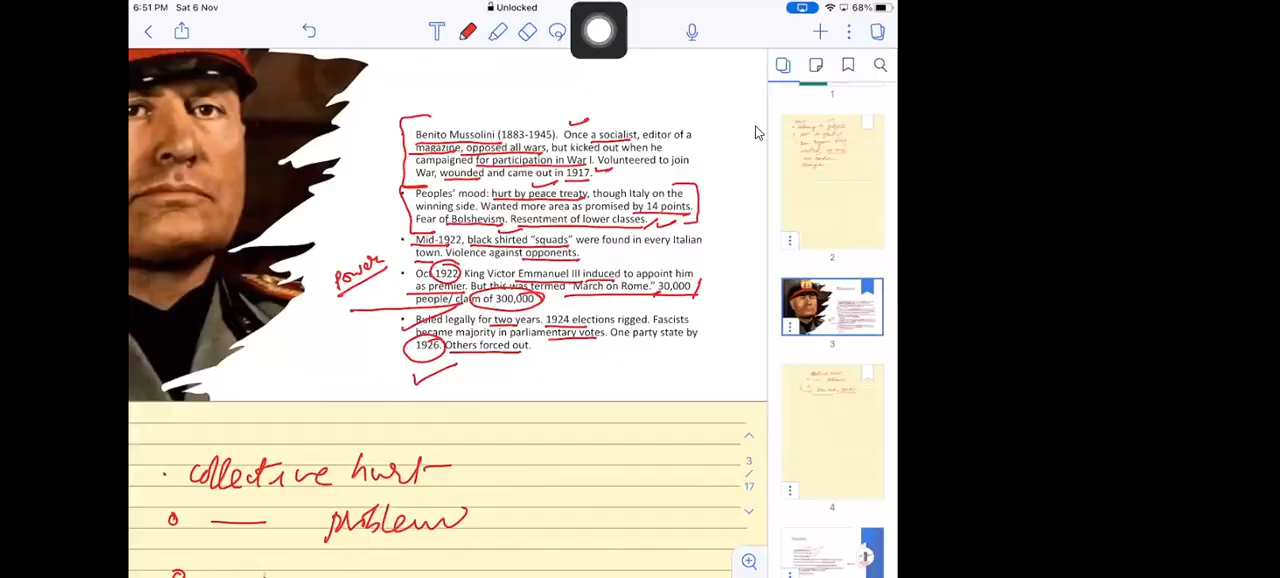 6:51 PM Sat 6 Nov
Unlocked
68%
T
Benito Mussolini (1883-1945). Once a socialist, editor of a
magazine, opposed all wars, but kicked out when he
campaigned for participation in War I. Volunteered to join
War, wounded and came out in 1917.
Peoples' mood: hurt by peace treaty, though Italy on the
winning side. Wanted more area as promised by 14 points.
Fear of Bolshevism. Resentment of lower classes.
• Mid-1922, black shirted "squads" were found in every Italian
town. Violence against opponents.
power
• Oct 1922 King Victor Emmanuel III induced to appoint him
as premier. But this was termed "March on Rome." 30,000
people/ claim of 300,000
• Ruled legally for two years. 1924 elections rigged. Fascists
became majority in parliamentary votes. One party state by
1926. Others forced out.
• collective hurt
problem
3
/
17
1
2
3
4